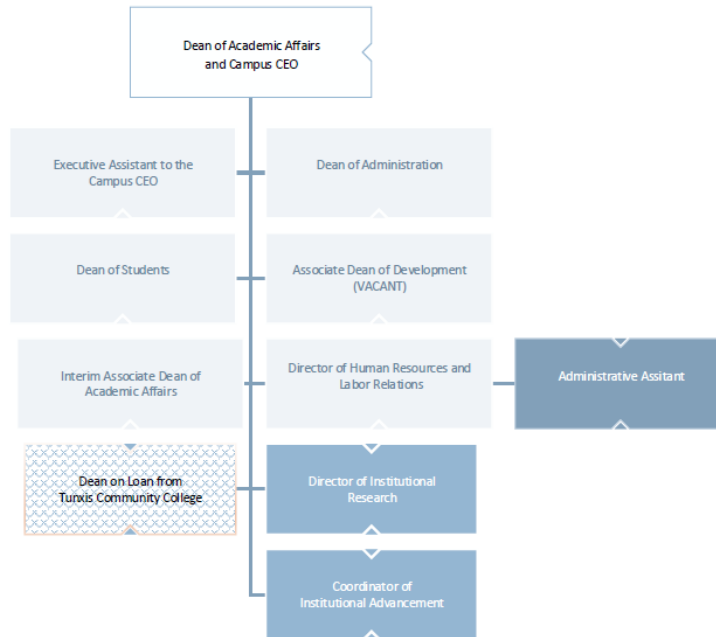 Dean of Academic Affairs
and Campus CEO
Executive Assistant to the
Campus CEO
Dean of Administration
Dean of Students
Associate Dean of Development
(VACANT)
Interim Associate Dean of
Academic Affairs
Director of Human Resources and
Labor Relations
Administrative Assitant
Dean on Loan from
Tunxis Community College
Director of Institutional
Research
Coordinator of
Institutional Advancement